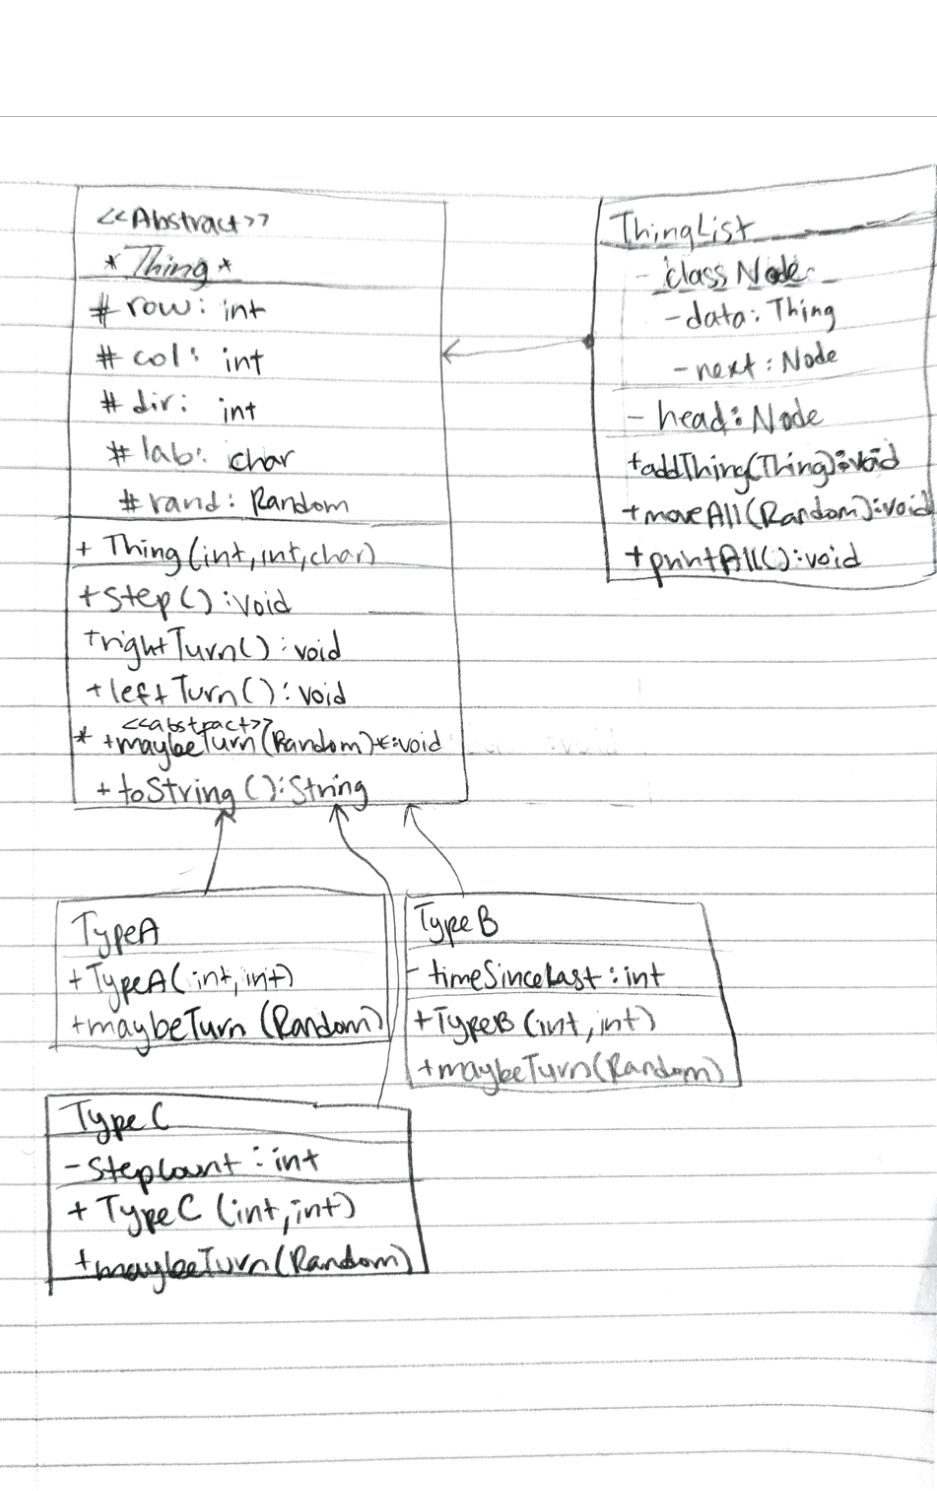 <<Abstract>>
*Thing*
# row: int
# col: int
# dir: int
# lab: char
# rand: Random
+ Thing(int,int,char)
+step():void
+rightTurn():void
+leftTurn():void
<<abstract>>
* +maybeTurn(Random)*:void
+ toString():String
ThingList
- class Node
- data: Thing
- next: Node
- head: Node
+addThing(Thing):void
+moveAll(Random):void
+printAll():void
TypeA
+TypeA(int,int)
+maybeTurn(Random)
TypeB
- timeSinceLast: int
+TypeB(int,int)
+maybeTurn(Random)
TypeC
- stepCount: int
+ TypeC(int,int)
+maybeTurn(Random)